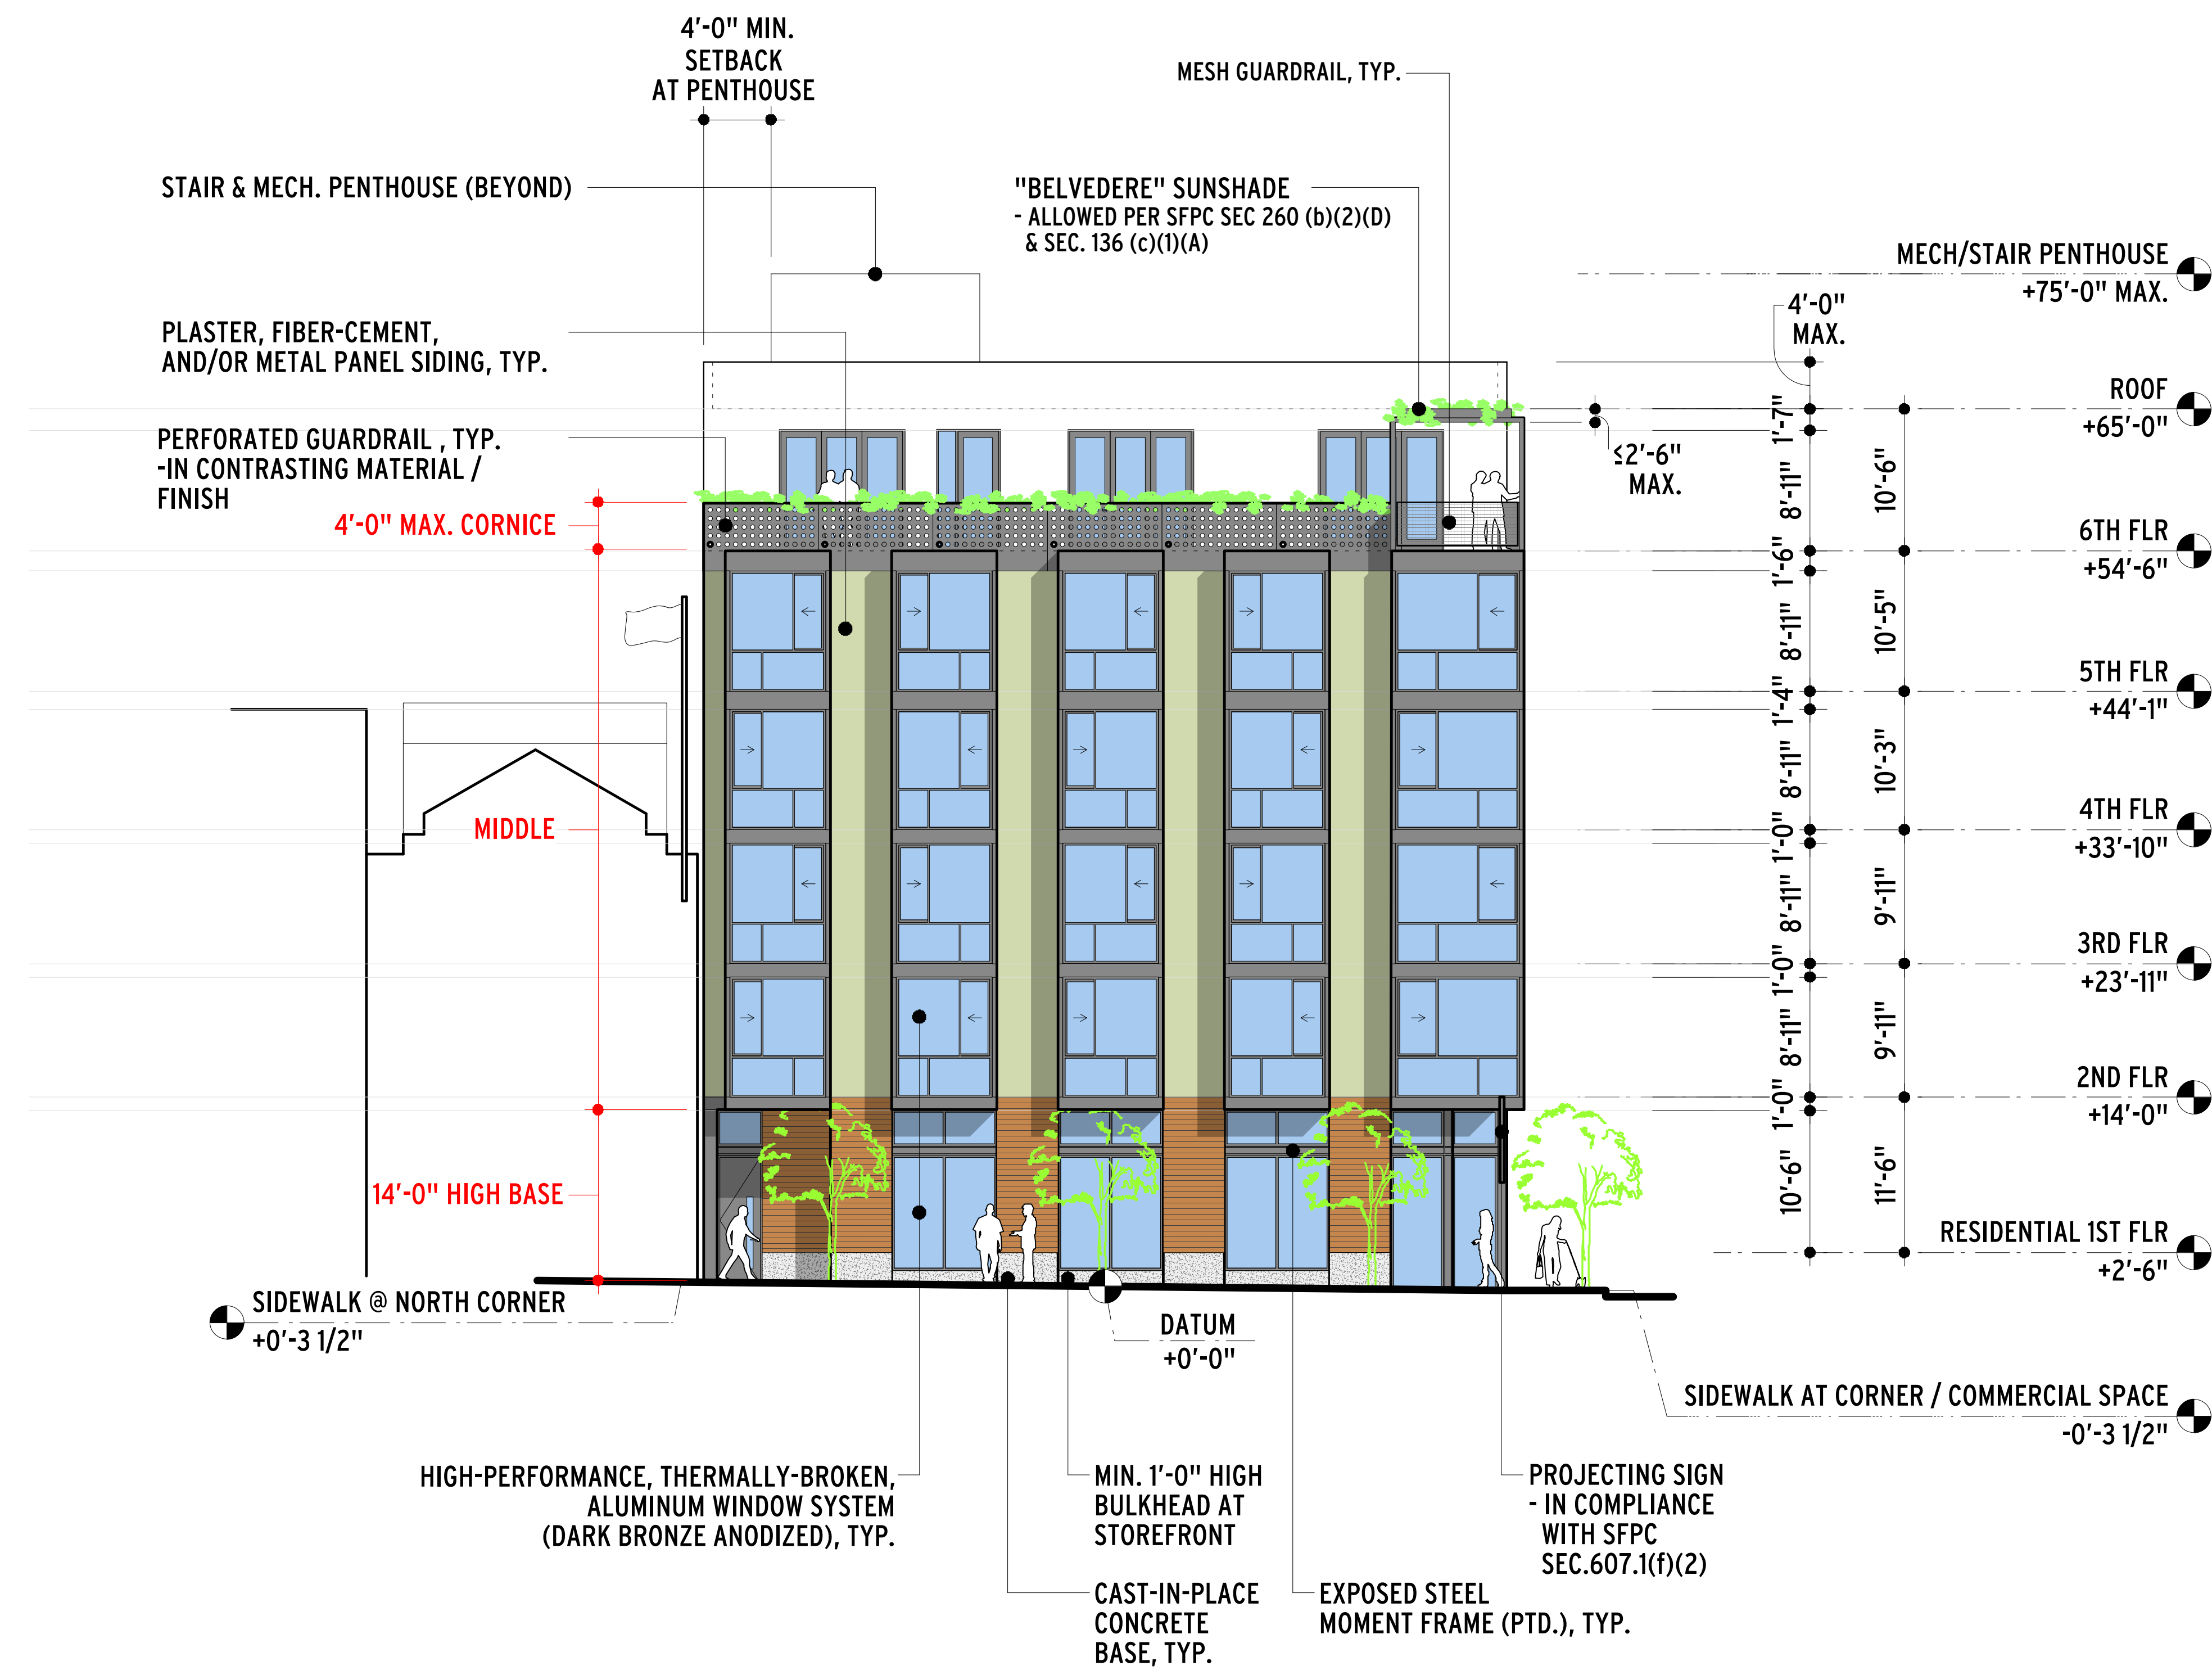 4'-0" MIN.
SETBACK
AT PENTHOUSE
MESH GUARDRAIL, TYP.
STAIR & MECH. PENTHOUSE (BEYOND)
"BELVEDERE" SUNSHADE
- ALLOWED PER SFPC SEC 260 (b)(2)(D)
& SEC. 136 (c)(1)(A)
MECH/STAIR PENTHOUSE
+75'-0" MAX.
4'-0"
MAX.
PLASTER, FIBER-CEMENT,
AND/OR METAL PANEL SIDING, TYP.
ROOF
+65'-0"
1'-7"
PERFORATED GUARDRAIL , TYP.
-IN CONTRASTING MATERIAL /
FINISH
≤2'-6"
MAX.
8'-11"
10'-6"
4'-0" MAX. CORNICE
6TH FLR
+54'-6"
1'-6"
8'-11"
10'-5"
5TH FLR
+44'-1"
1'-4"
8'-11"
10'-3"
MIDDLE
4TH FLR
+33'-10"
1'-0"
8'-11"
9'-11"
3RD FLR
+23'-11"
1'-0"
8'-11"
9'-11"
2ND FLR
+14'-0"
1'-0"
14'-0" HIGH BASE
10'-6"
11'-6"
RESIDENTIAL 1ST FLR
+2'-6"
SIDEWALK @ NORTH CORNER
+0'-3 1/2"
DATUM
+0'-0"
SIDEWALK AT CORNER / COMMERCIAL SPACE
-0'-3 1/2"
HIGH-PERFORMANCE, THERMALLY-BROKEN,
ALUMINUM WINDOW SYSTEM
(DARK BRONZE ANODIZED), TYP.
MIN. 1'-0" HIGH
BULKHEAD AT
STOREFRONT
PROJECTING SIGN
- IN COMPLIANCE
WITH SFPC
SEC.607.1(f)(2)
CAST-IN-PLACE
CONCRETE
BASE, TYP.
EXPOSED STEEL
MOMENT FRAME (PTD.), TYP.